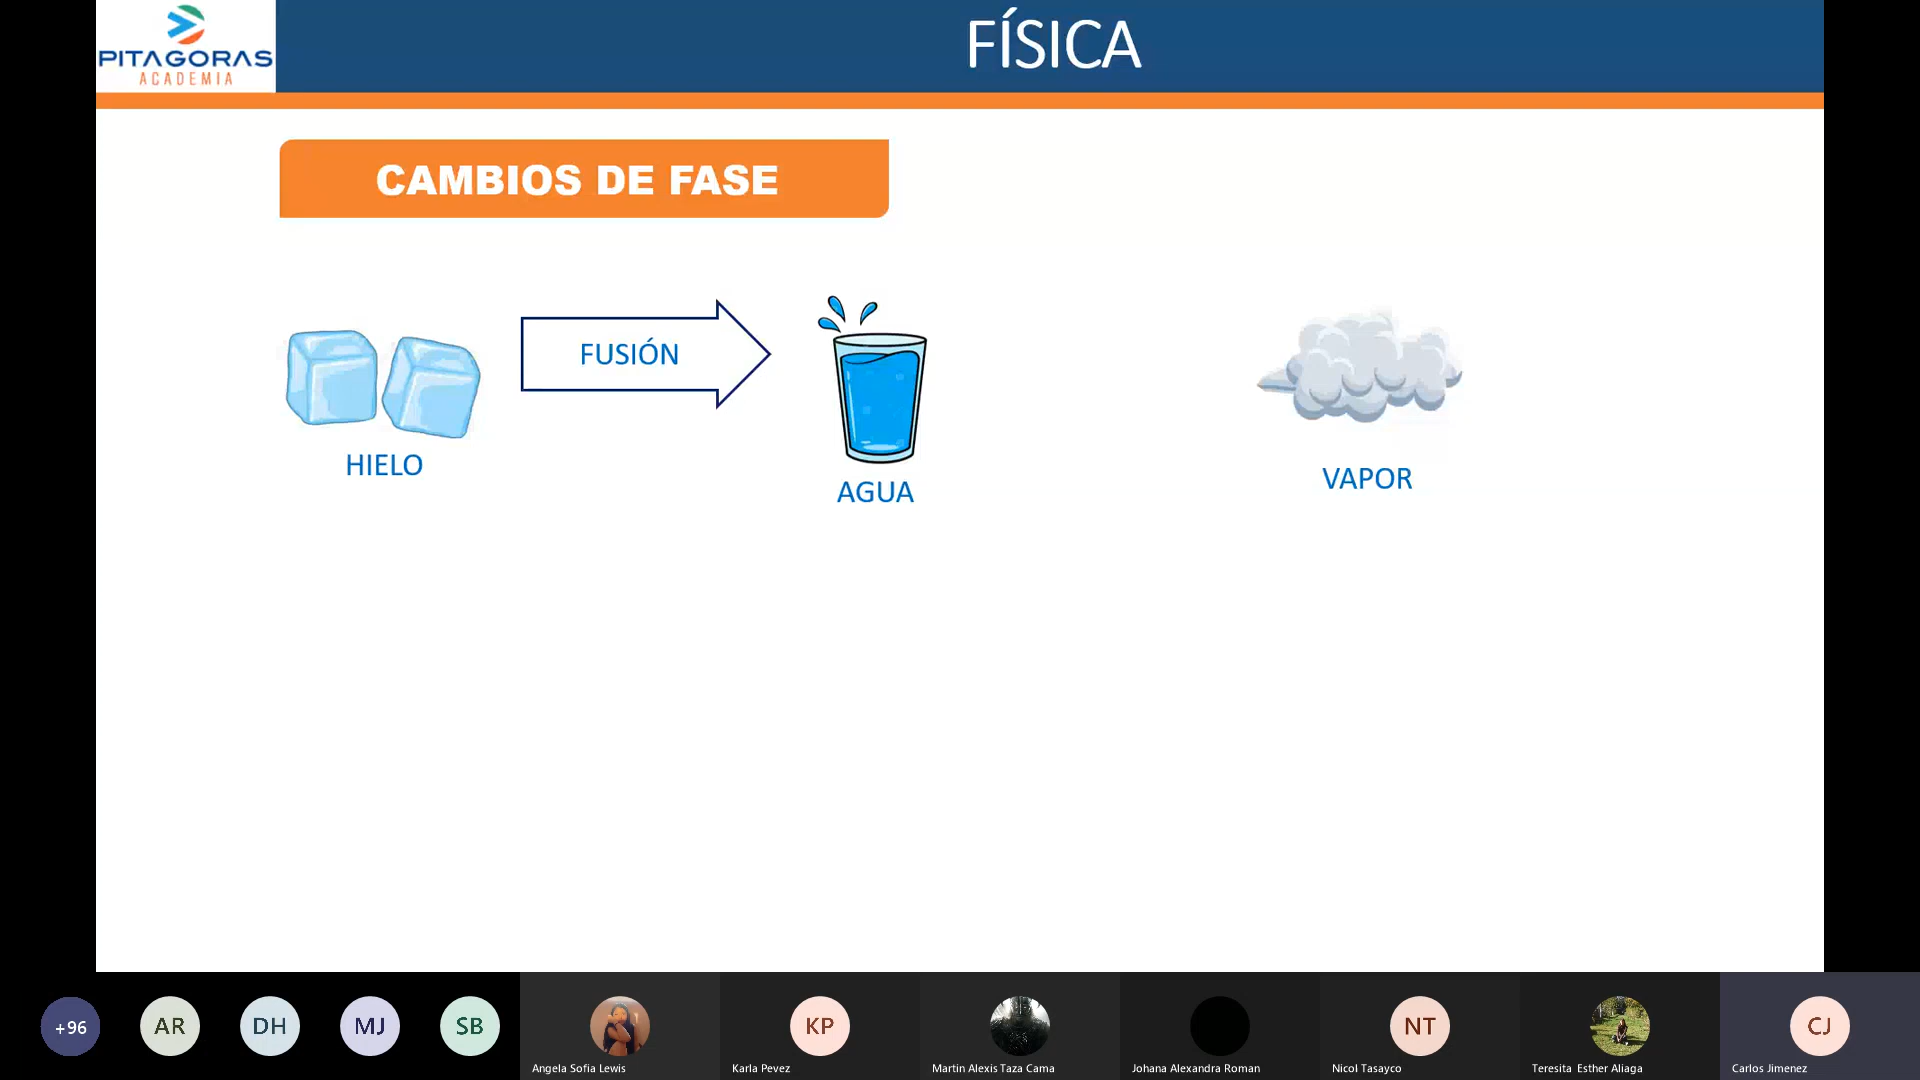 PITAGORAS
ACADEMIA
FÍSICA
CAMBIOS DE FASE
FUSIÓN
HIELO
AGUA
VAPOR
+96
AR
DH
MJ
SB
KP
NT
CJ
Angela Sofia Lewis
Karla Pevez
Martin Alexis Taza Cama
Johana Alexandra Roman
Nicol Tasayco
Teresita Esther Aliaga
Carlos Jimenez